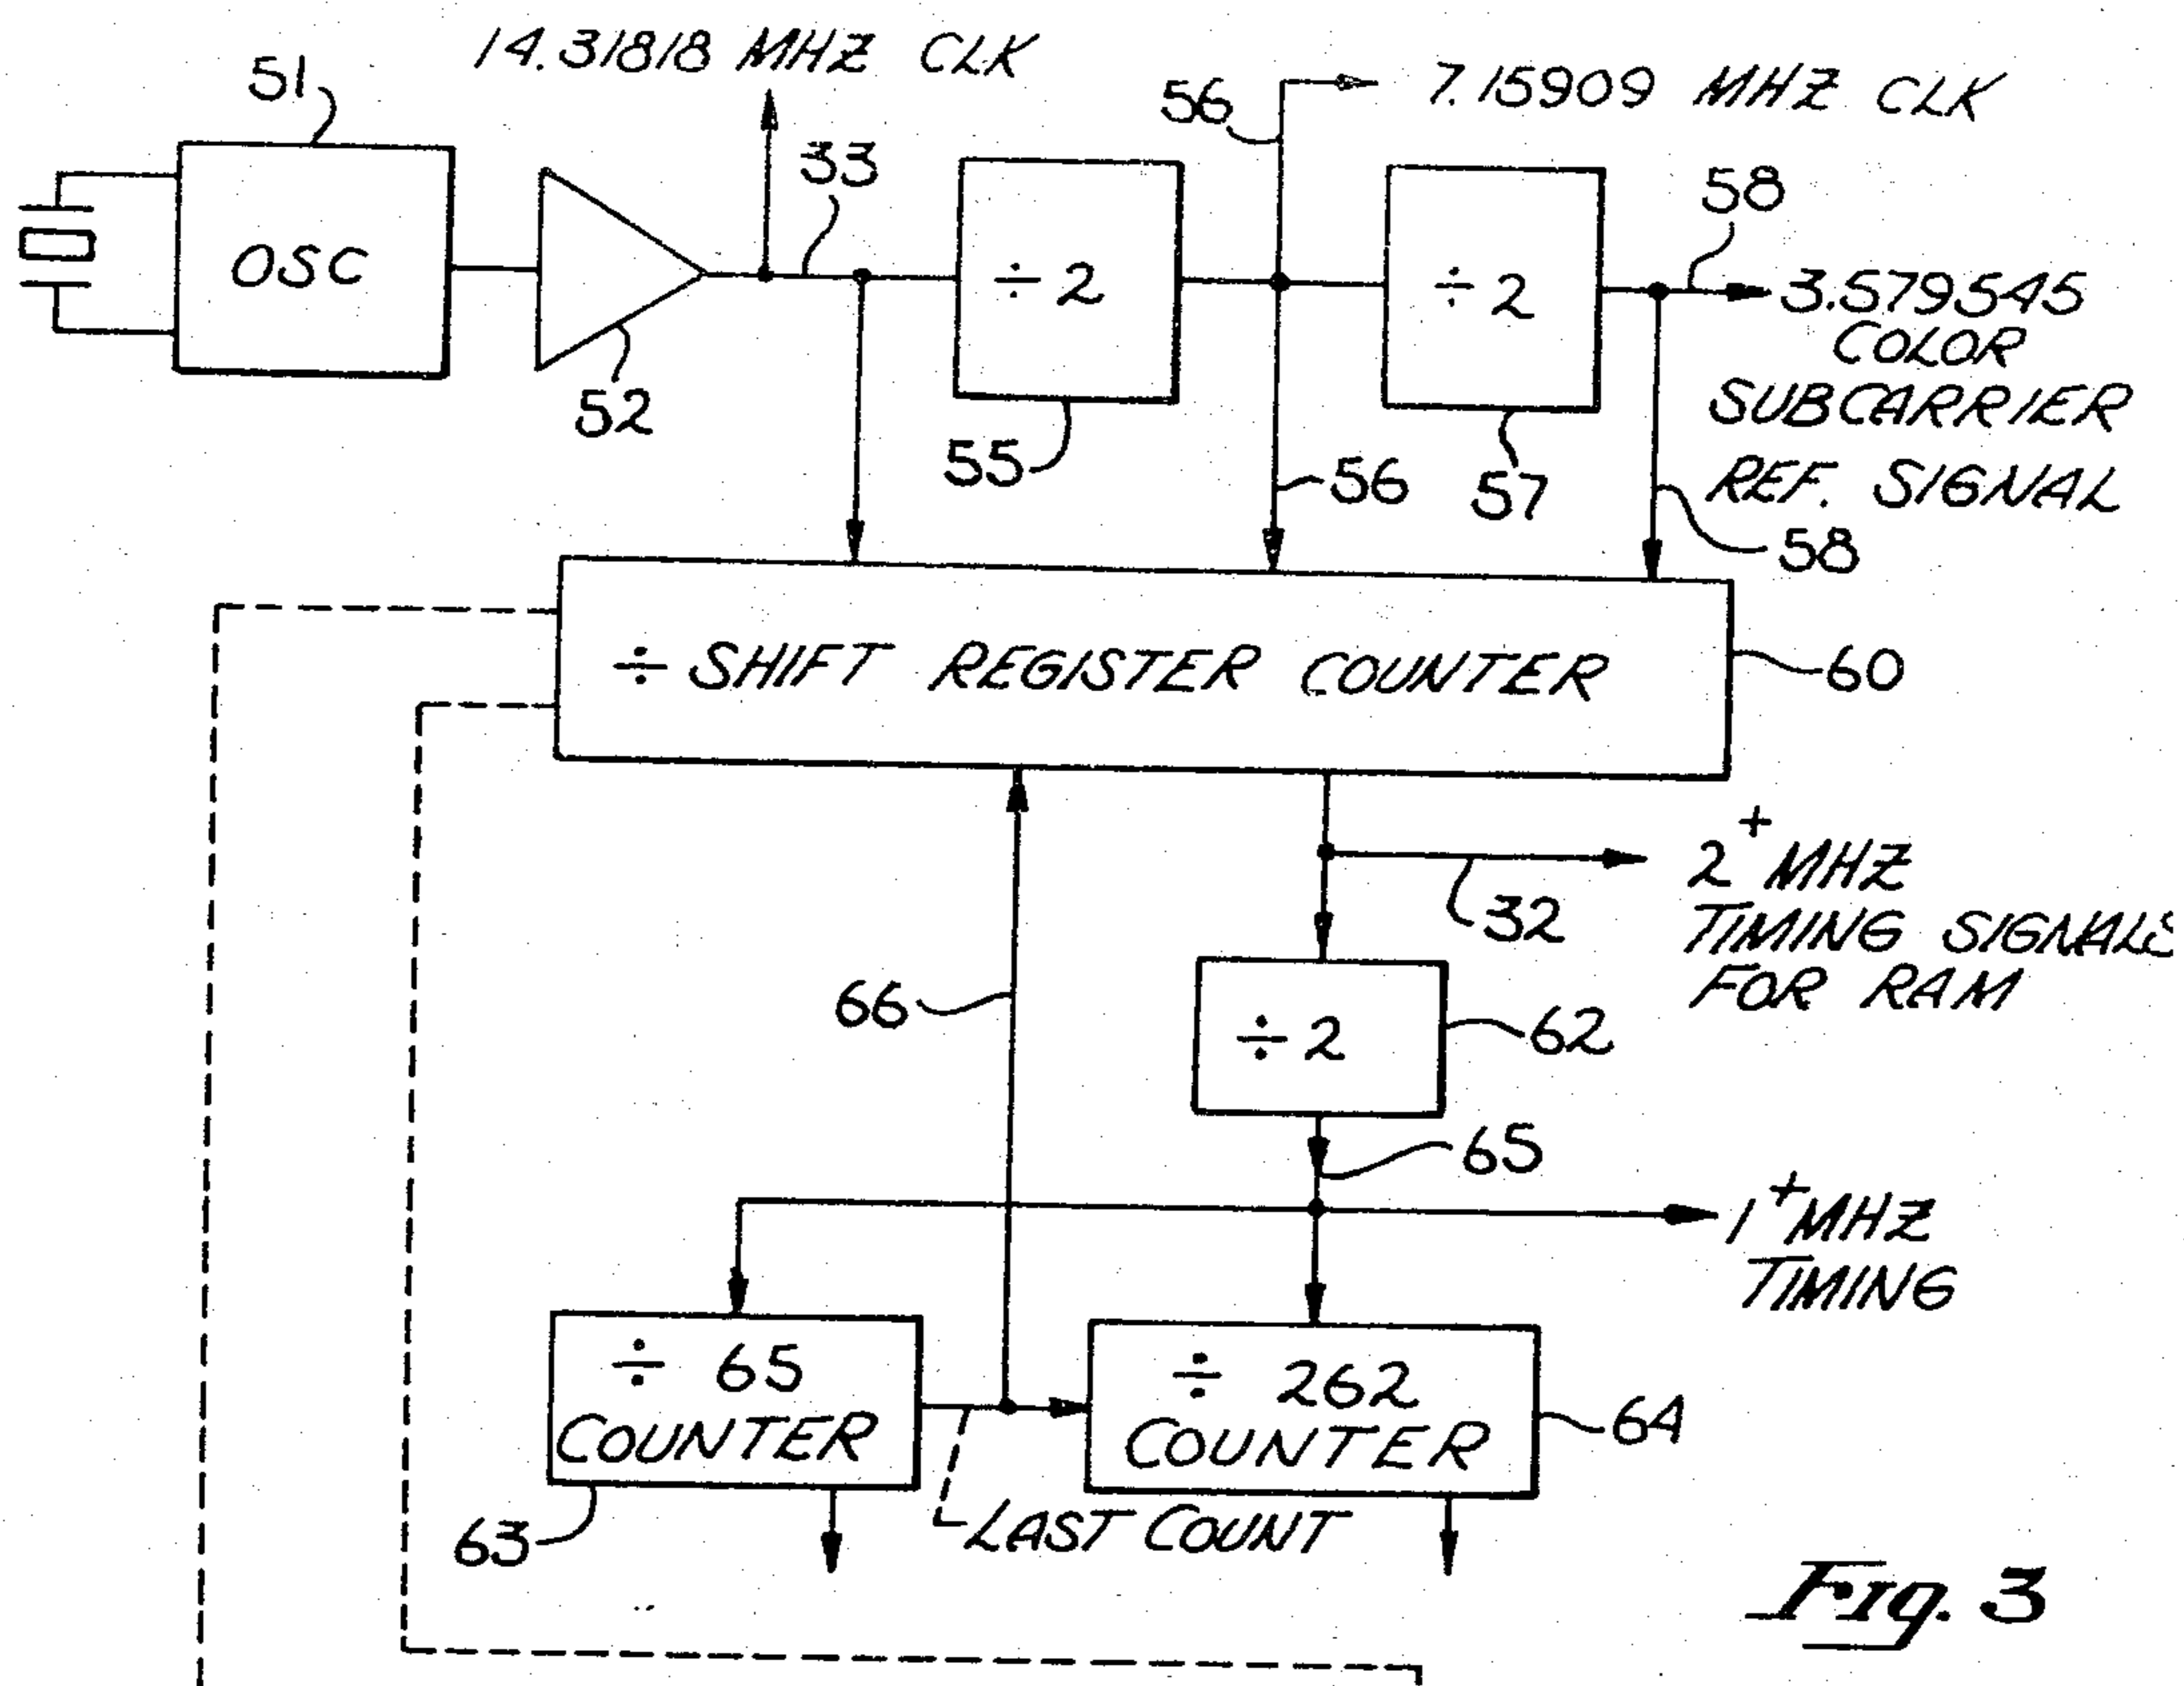 14.31818 MHZ CLK
51
56
7.15909 MHZ CLK
33
58
OSC
÷ 2
÷ 2
3.579545
COLOR
SUBCARRIER
REF. SIGNAL
52
55
56
57
58
÷ SHIFT REGISTER COUNTER
60
2+ MHZ
TIMING SIGNALS
FOR RAM
32
66
÷ 2
62
65
1+ MHZ
TIMING
÷ 65
COUNTER
÷ 262
COUNTER
64
63
LAST COUNT
Fig. 3